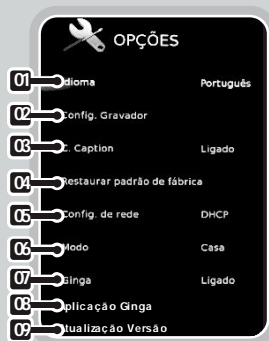 OPÇÕES
01 Idioma Português
02 Config. Gravador
03 C. Caption Ligado
04 Restaurar padrão de fábrica
05 Config. de rede DHCP
06 Modo Casa
07 Ginga Ligado
08 plicação Ginga
09 tualização Versão